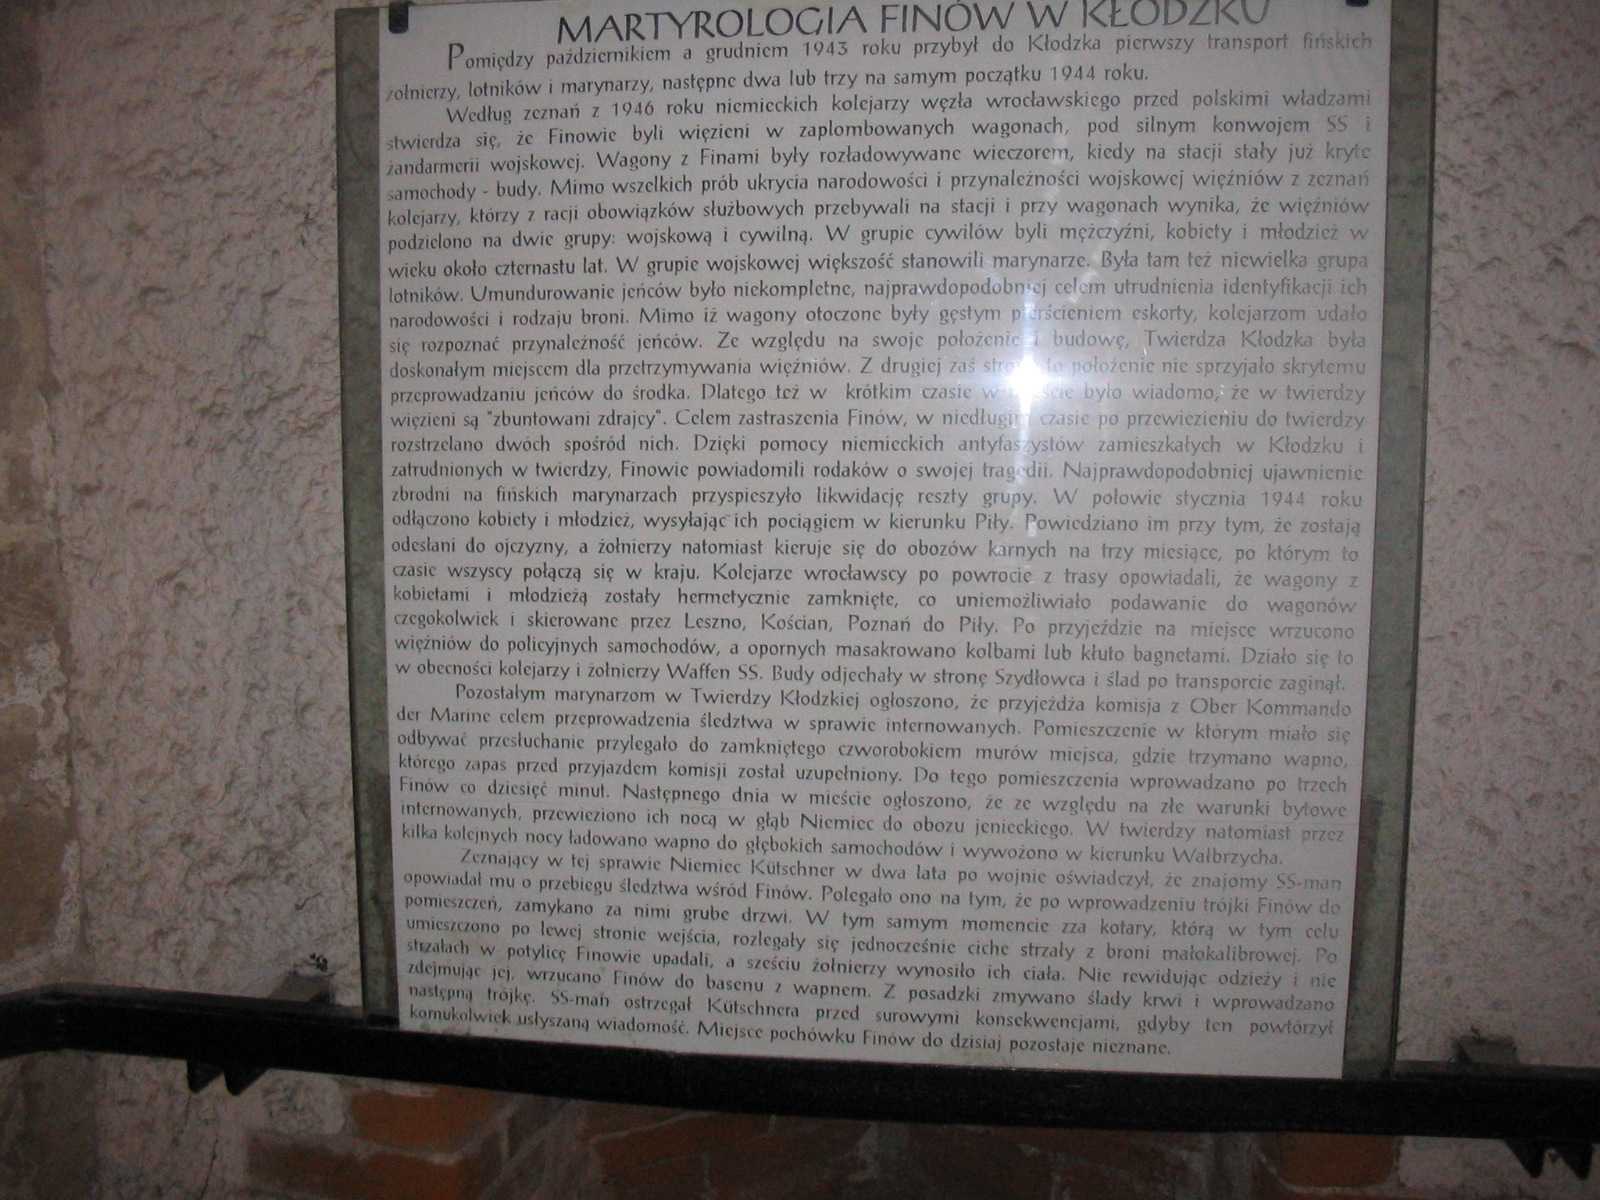 MARTYROLOGIA FINÓW W KŁODZKU
Pomiędzy październikiem a grudniem 1943 roku przybył do Kłodzka pierwszy transport fińskich
żołnierzy, lotników i marynarzy, następne dwa lub trzy na samym początku 1944 roku.
Według zeznań z 1946 roku niemieckich kolejarzy węzła wrocławskiego przed polskimi władzami
stwierdza się, że Finowie byli więzieni w zaplombowanych wagonach, pod silnym konwojem SS i
żandarmerii wojskowej. Wagony z Finami były rozładowywane wieczorem, kiedy na stacji stały już kryte
samochody - budy. Mimo wszelkich prób ukrycia narodowości i przynależności wojskowej więźniów z zeznań
kolejarzy, którzy z racji obowiązków służbowych przebywali na stacji i przy wagonach wynika, że więźniów
podzielono na dwie grupy: wojskową i cywilną. W grupie cywilów byli mężczyźni, kobiety i młodzież w
wieku około czternastu lat. W grupie wojskowej większość stanowili marynarze. Była tam też niewielka grupa
lotników. Umundurowanie jeńców było niekompletne, najprawdopodobniej celem utrudnienia identyfikacji ich
narodowości i rodzaju broni. Mimo iż wagony otoczone były gęstym pierścieniem eskorty, kolejarzom udało
się rozpoznać przynależność jeńców. Ze względu na swoje położenie i budowę, Twierdza Kłodzka była
doskonałym miejscem dla przetrzymywania więźniów. Z drugiej zaś strony to położenie nie sprzyjało skrytemu
przeprowadzaniu jeńców do środka. Dlatego też w krótkim czasie w mieście było wiadomo, że w twierdzy
więzieni są "zbuntowani zdrajcy". Celem zastraszenia Finów, w niedługim czasie po przewiezieniu do twierdzy
rozstrzelano dwóch spośród nich. Dzięki pomocy niemieckich antyfaszystów zamieszkałych w Kłodzku i
zatrudnionych w twierdzy, Finowie powiadomili rodaków o swojej tragedii. Najprawdopodobniej ujawnienie
zbrodni na fińskich marynarzach przyspieszyło likwidację reszty grupy. W połowie stycznia 1944 roku
odłączono kobiety i młodzież, wysyłając ich pociągiem w kierunku Piły. Powiedziano im przy tym, że zostają
odesłani do ojczyzny, a żołnierzy natomiast kieruje się do obozów karnych na trzy miesiące, po którym to
czasie wszyscy połączą się w kraju. Kolejarze wrocławscy po powrocie z trasy opowiadali, że wagony z
kobietami i młodzieżą zostały hermetycznie zamknięte, co uniemożliwiało podawanie do wagonów
czegokolwiek i skierowane przez Leszno, Kościan, Poznań do Piły. Po przyjeździe na miejsce wrzucono
więźniów do policyjnych samochodów, a opornych masakrowano kolbami lub kłuto bagnetami. Działo się to
w obecności kolejarzy i żołnierzy Waffen SS. Budy odjechały w stronę Szydłowca i ślad po transporcie zaginął.
Pozostałym marynarzom w Twierdzy Kłodzkiej ogłoszono, że przyjeżdża komisja z Ober Kommando
der Marine celem przeprowadzenia śledztwa w sprawie internowanych. Pomieszczenie w którym miało się
odbywać przesłuchanie przylegało do zamkniętego czworobokiem murów miejsca, gdzie trzymano wapno,
którego zapas przed przyjazdem komisji został uzupełniony. Do tego pomieszczenia wprowadzano po trzech
Finów co dziesięć minut. Następnego dnia w mieście ogłoszono, że ze względu na złe warunki bytowe
internowanych, przewieziono ich nocą w głąb Niemiec do obozu jenieckiego. W twierdzy natomiast przez
kilka kolejnych nocy ładowano wapno do głębokich samochodów i wywożono w kierunku Wałbrzycha.
Zeznający w tej sprawie Niemiec Kütschner w dwa lata po wojnie oświadczył, że znajomy SS-man
opowiadał mu o przebiegu śledztwa wśród Finów. Polegało ono na tym, że po wprowadzeniu trójki Finów do
pomieszczeń, zamykano za nimi grube drzwi. W tym samym momencie zza kotary, którą w tym celu
umieszczono po lewej stronie wejścia, rozlegały się jednocześnie ciche strzały z broni małokalibrowej. Po
strzałach w potylicę Finowie upadali, a sześciu żołnierzy wynosiło ich ciała. Nie rewidując odzieży i nie
zdejmując jej, wrzucano Finów do basenu z wapnem. Z posadzki zmywano ślady krwi i wprowadzano
następną trójkę. SS-man ostrzegał Kütschnera przed surowymi konsekwencjami, gdyby ten powtórzył
komukolwiek usłyszaną wiadomość. Miejsce pochówku Finów do dzisiaj pozostaje nieznane.